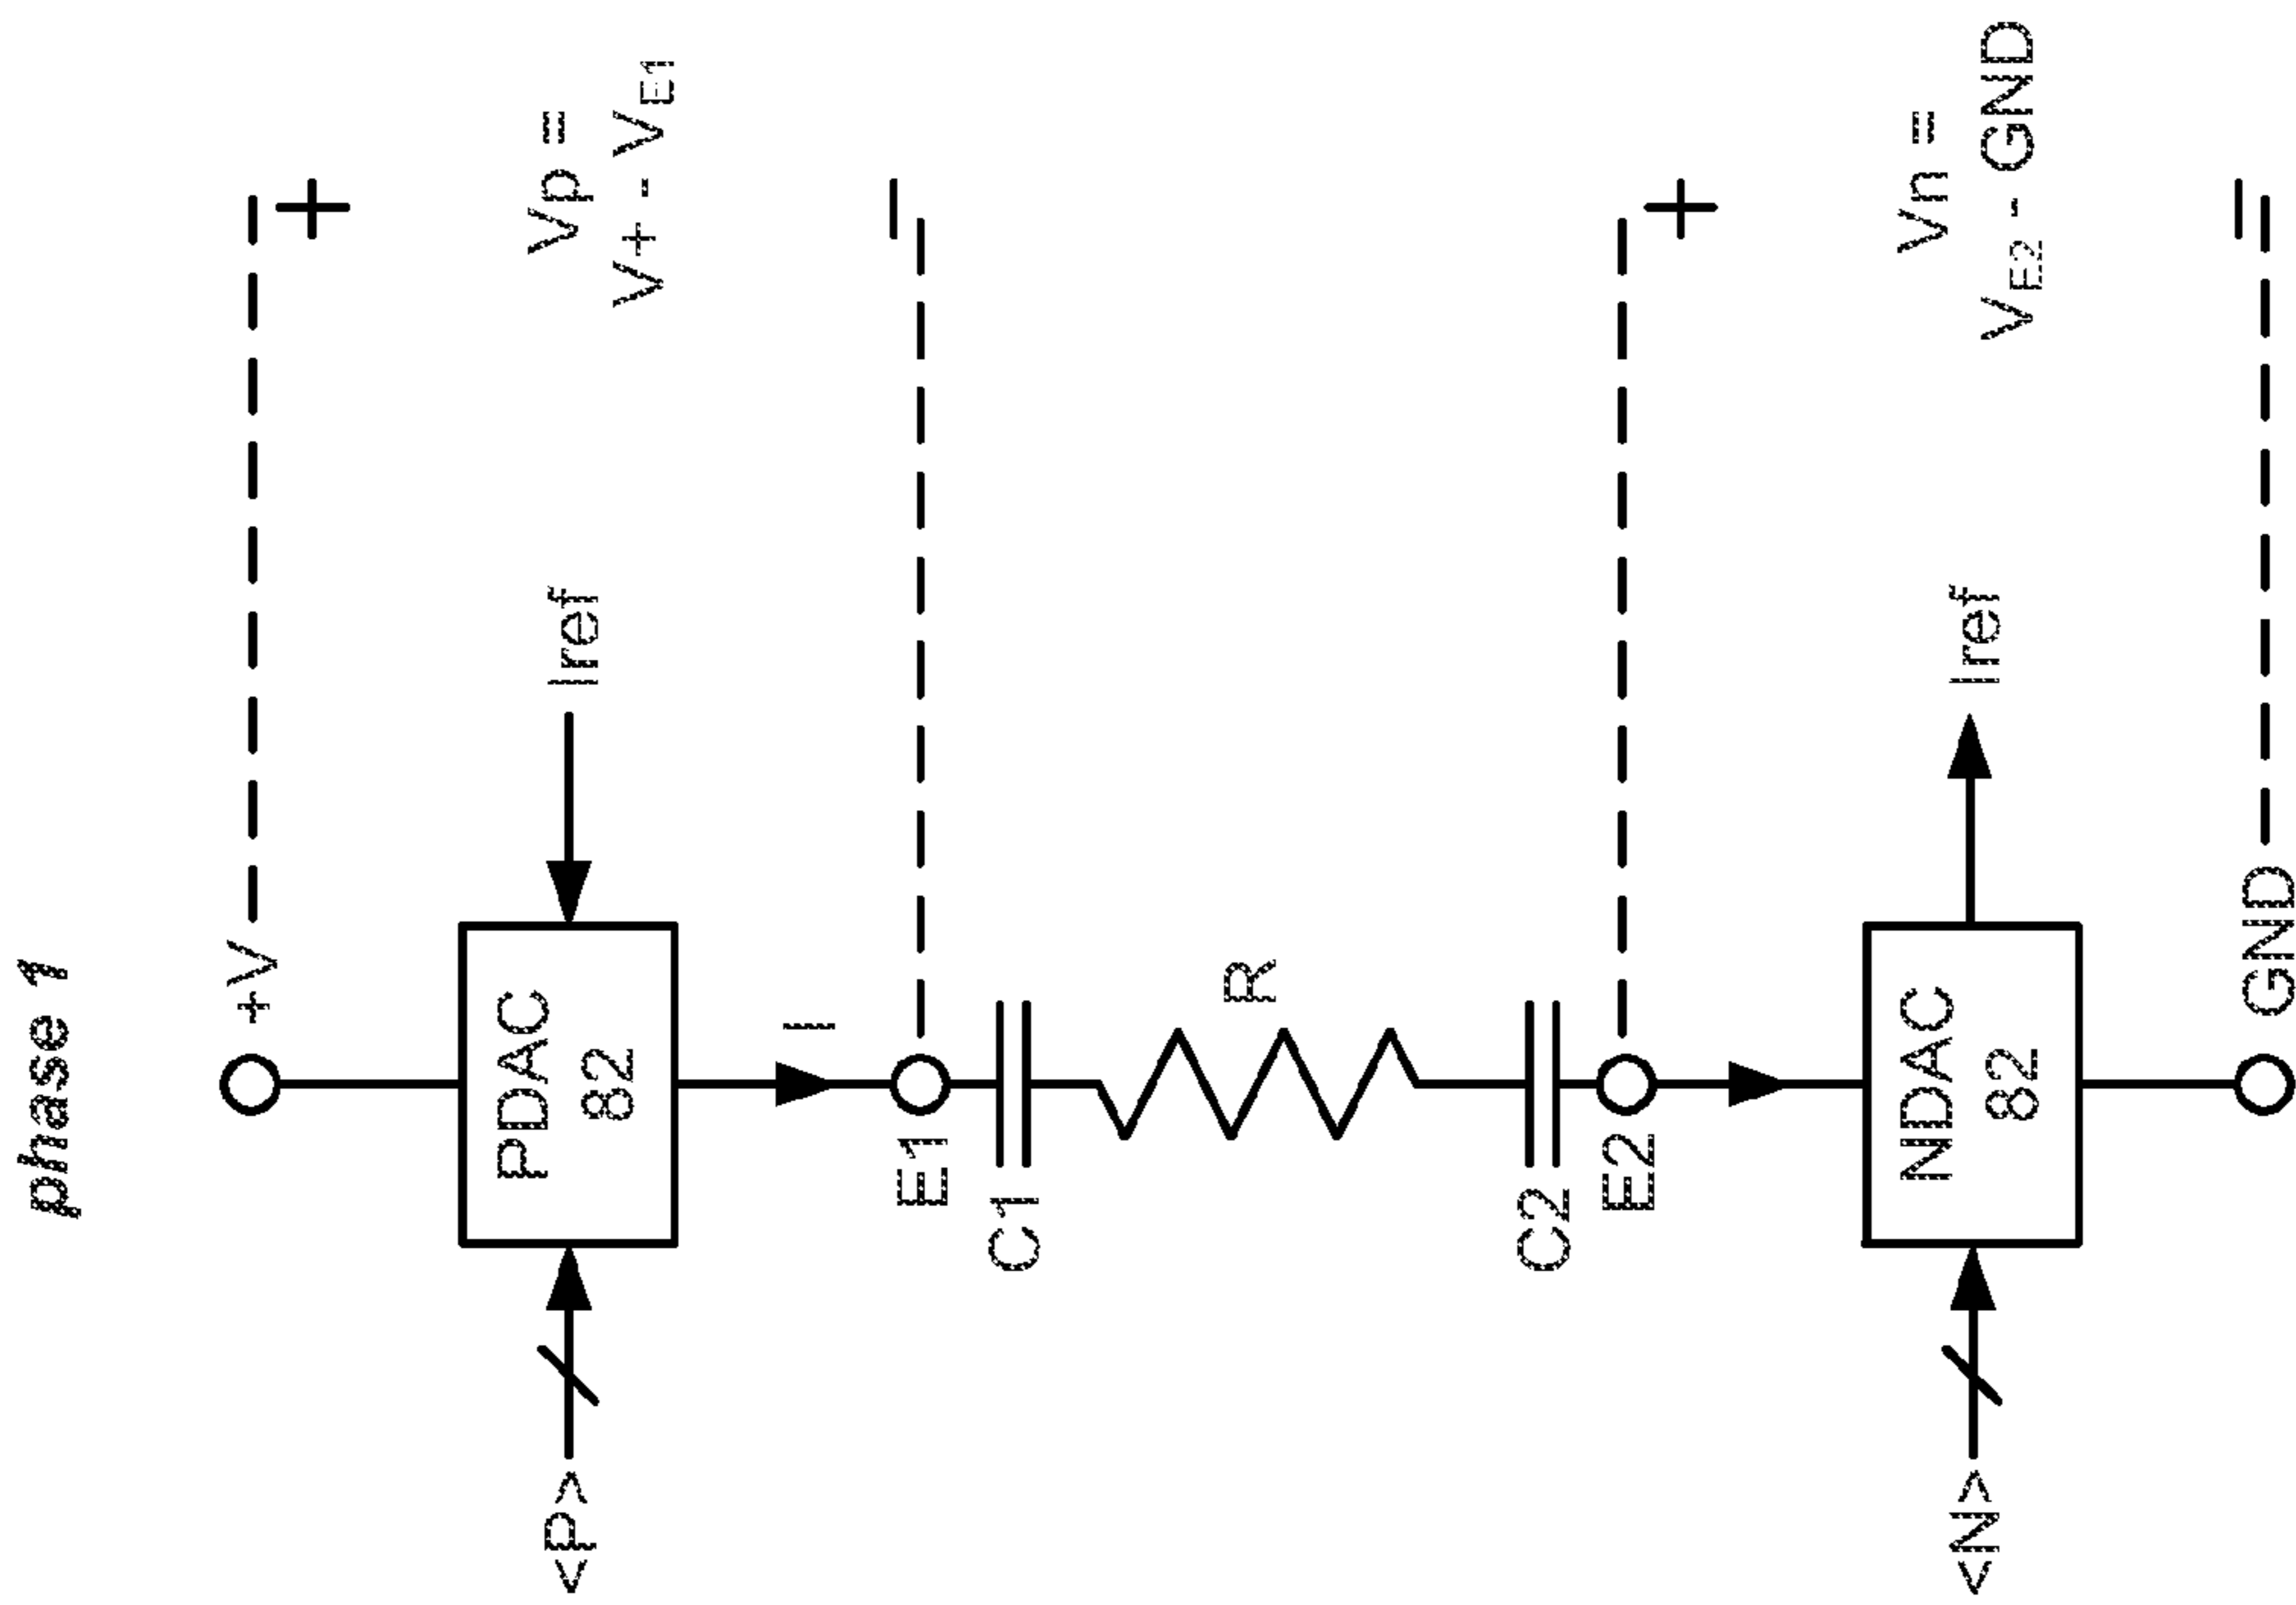 phase 1
+V
Vp =
V+ - VE1
<P>
PDAC
82
Iref
I
E1
C1
R
C2
E2
Vn =
VE2 - GND
<N>
NDAC
82
Iref
GND